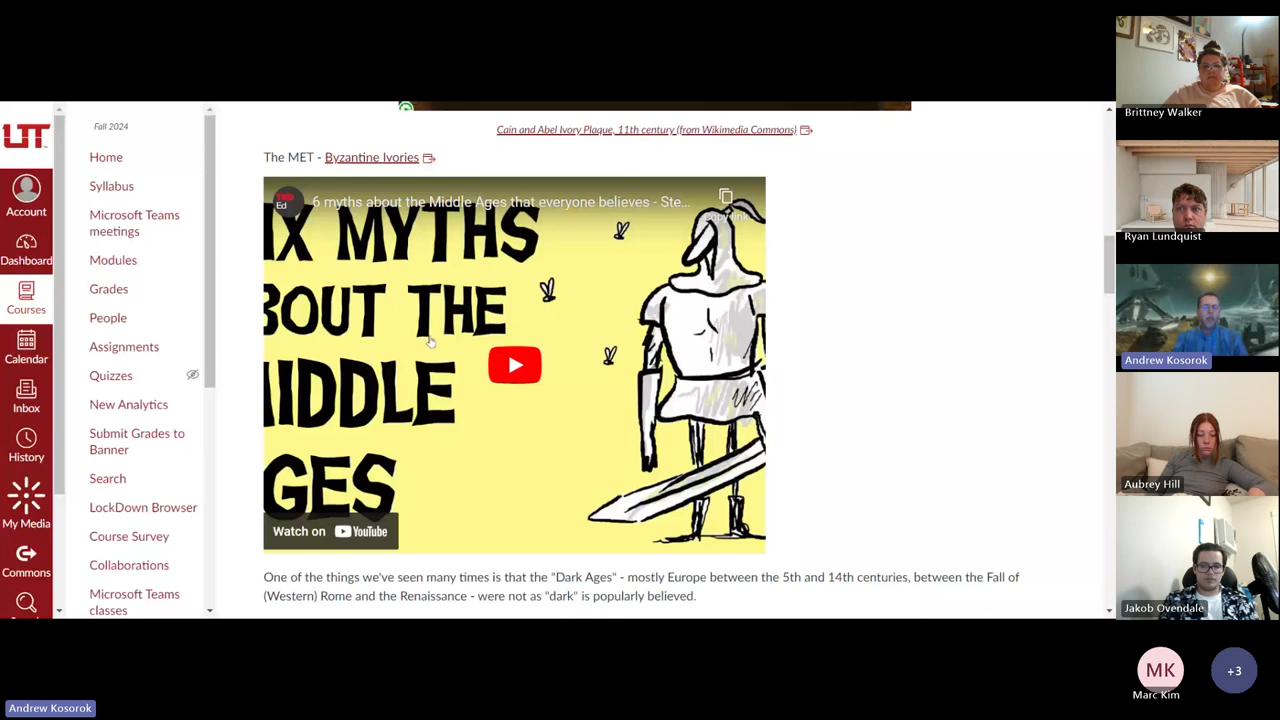 UT
Account
Dashboard
Courses
Calendar
Inbox
History
My Media
Commons
Fall 2024
Home
Syllabus
Microsoft Teams
meetings
Modules
Grades
People
Assignments
Quizzes
New Analytics
Submit Grades to
Banner
Search
LockDown Browser
Course Survey
Collaborations
Microsoft Teams
classes
Cain and Abel Ivory Plaque, 11th century (from Wikimedia Commons)
The MET - Byzantine Ivories
Ed
6 myths about the Middle Ages that everyone believes - Ste...
Copy link
IX MYTHS
BOUT THE
MIDDLE
GES
Watch on YouTube
One of the things we've seen many times is that the "Dark Ages" - mostly Europe between the 5th and 14th centuries, between the Fall of
(Western) Rome and the Renaissance - were not as "dark" is popularly believed.
Brittney Walker
Ryan Lundquist
Andrew Kosorok
Aubrey Hill
Jakob Ovendale
MK
+3
Marc Kim
Andrew Kosorok